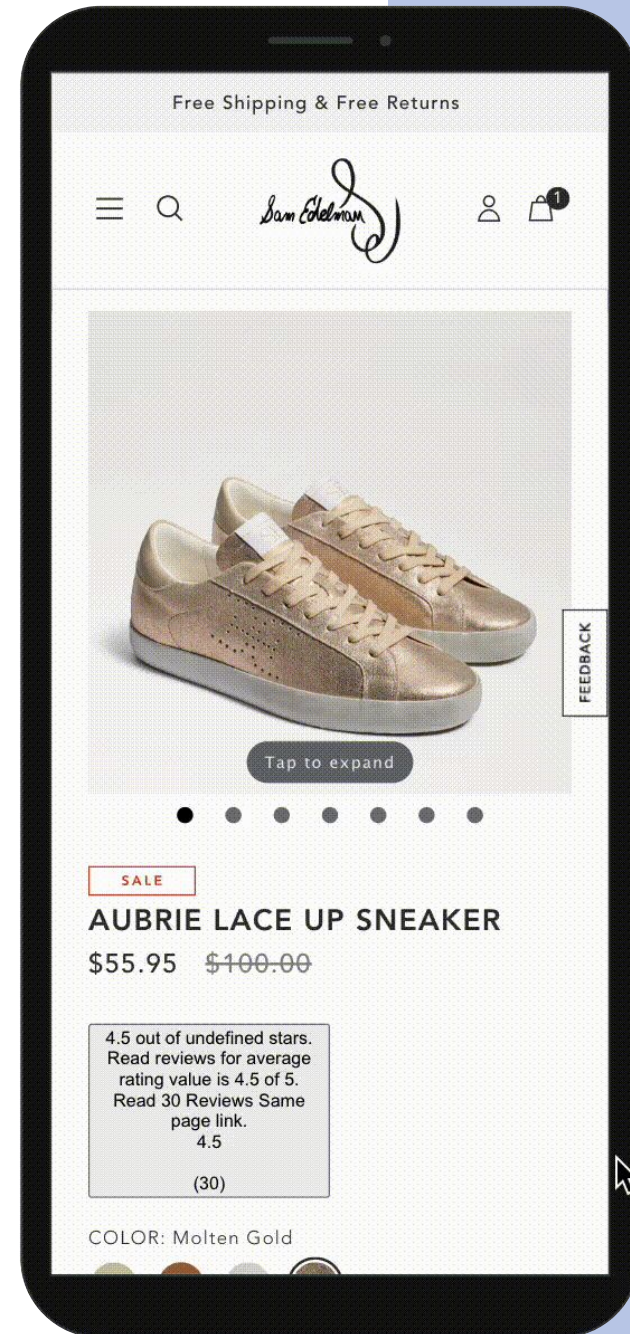 Free Shipping & Free Returns
Sam Edelman
1
FEEDBACK
Tap to expand
SALE
AUBRIE LACE UP SNEAKER
$55.95 $100.00
4.5 out of undefined stars.
Read reviews for average
rating value is 4.5 of 5.
Read 30 Reviews Same
page link.
4.5
(30)
COLOR: Molten Gold